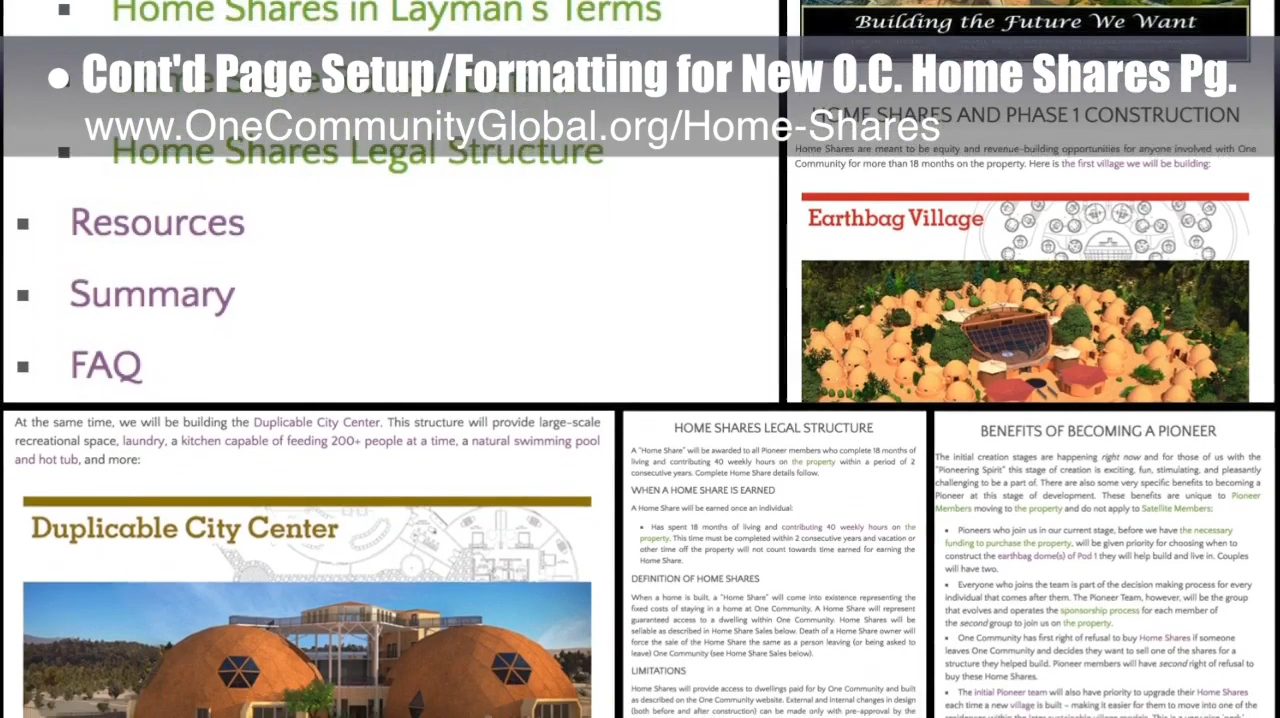 Home Shares in Layman's Terms
Building the Future We Want
• Cont'd Page Setup/Formatting for New O.C. Home Shares Pg.
www.OneCommunityGlobal.org/Home-Shares
Home Shares Legal Structure
Resources
Summary
FAQ
HOME SHARES AND PHASE 1 CONSTRUCTION
Home Shares are meant to be equity and revenue-building opportunities for anyone involved with One
Community for more than 18 months on the property. Here is the first village we will be building:
Earthbag Village
At the same time, we will be building the Duplicable City Center. This structure will provide large-scale
recreational space, laundry, a kitchen capable of feeding 200+ people at a time, a natural swimming pool
and hot tub, and more:
Duplicable City Center
HOME SHARES LEGAL STRUCTURE
A "Home Share" will be awarded to all Pioneer members who complete 18 months of
living and contributing 40 weekly hours on the property within a period of 2
consecutive years. Complete Home Share details follow.
WHEN A HOME SHARE IS EARNED
A Home Share will be earned once an individual:
Has spent 18 months of living and contributing 40 weekly hours on the
property. This time must be completed within 2 consecutive years and vacation or
other time off the property will not count towards time earned for earning the
Home Share.
DEFINITION OF HOME SHARES
When a home is built, a "Home Share" will come into existence representing the
fixed costs of staying in a home at One Community. A Home Share will represent
guaranteed access to a dwelling within One Community. Home Shares will be
sellable as described in Home Share Sales below. Death of a Home Share owner will
force the sale of the Home Share the same as a person leaving (or being asked to
leave) One Community (see Home Share Sales below).
LIMITATIONS
Home Shares will provide access to dwellings paid for by One Community and built
as described on the One Community website. External and internal changes in design
(both before and after construction) can be made only with pre-approval by the
BENEFITS OF BECOMING A PIONEER
The initial creation stages are happening right now and for those of us with the
"Pioneering Spirit" this stage of creation is exciting, fun, stimulating, and pleasantly
challenging to be a part of. There are also some very specific benefits to becoming a
Pioneer at this stage of development. These benefits are unique to Pioneer
Members moving to the property and do not apply to Satellite Members:
• Pioneers who join us in our current stage, before we have the necessary
funding to purchase the property, will be given priority for choosing when to
construct the earthbag dome(s) of Pod 1 they will help build and live in. Couples
will have two.
• Everyone who joins the team is part of the decision making process for every
individual that comes after them. The Pioneer Team, however, will be the group
that evolves and operates the sponsorship process for each member of
the second group to join us on the property.
• One Community has first right of refusal to buy Home Shares if someone
leaves One Community and decides they want to sell one of the shares for a
structure they helped build. Pioneer members will have second right of refusal to
buy these Home Shares.
• The initial Pioneer team will also have priority to upgrade their Home Shares
each time a new village is built – making it easier for them to move into one of the